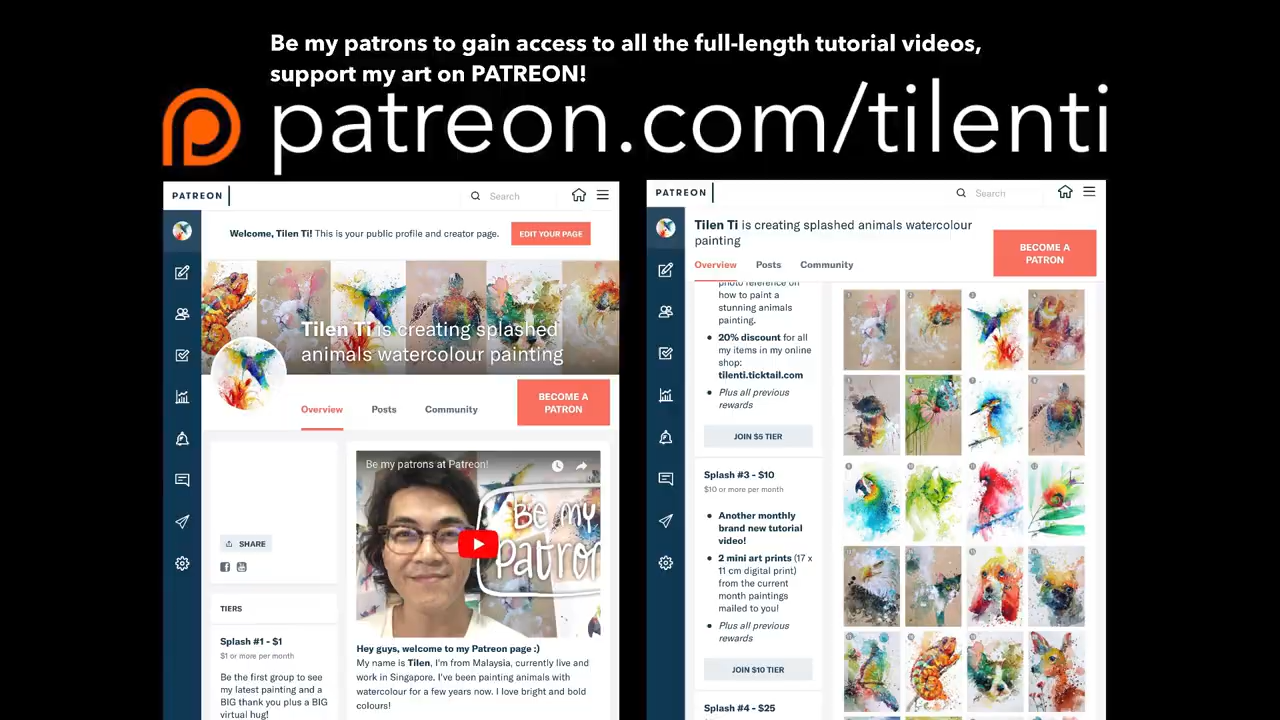 Be my patrons to gain access to all the full-length tutorial videos,
support my art on PATREON!
patreon.com/tilenti
PATREON
Search
Welcome, Tilen Ti! This is your public profile and creator page.
EDIT YOUR PAGE
Tilen Ti is creating splashed
animals watercolour painting
Overview
Posts
Community
BECOME A
PATRON
SHARE
TIERS
Splash #1 - $1
$1 or more per month
Be the first group to see
my latest painting and a
BIG thank you plus a BIG
virtual hug!
Be my patrons at Patreon!
Be my
Patron
Hey guys, welcome to my Patreon page :)
My name is Tilen, I'm from Malaysia, currently live and
work in Singapore. I've been painting animals with
watercolour for a few years now. I love bright and bold
colours!
PATREON
Search
Tilen Ti is creating splashed animals watercolour
painting
BECOME A
PATRON
Overview
Posts
Community
photo reference on
how to paint a
stunning animals
painting.
20% discount for all
my items in my online
shop:
tilenti.ticktail.com
Plus all previous
rewards
JOIN $5 TIER
Splash #3 - $10
$10 or more per month
Another monthly
brand new tutorial
video!
2 mini art prints (17 x
11 cm digital print)
from the current
month paintings
mailed to you!
Plus all previous
rewards
JOIN $10 TIER
Splash #4 - $25